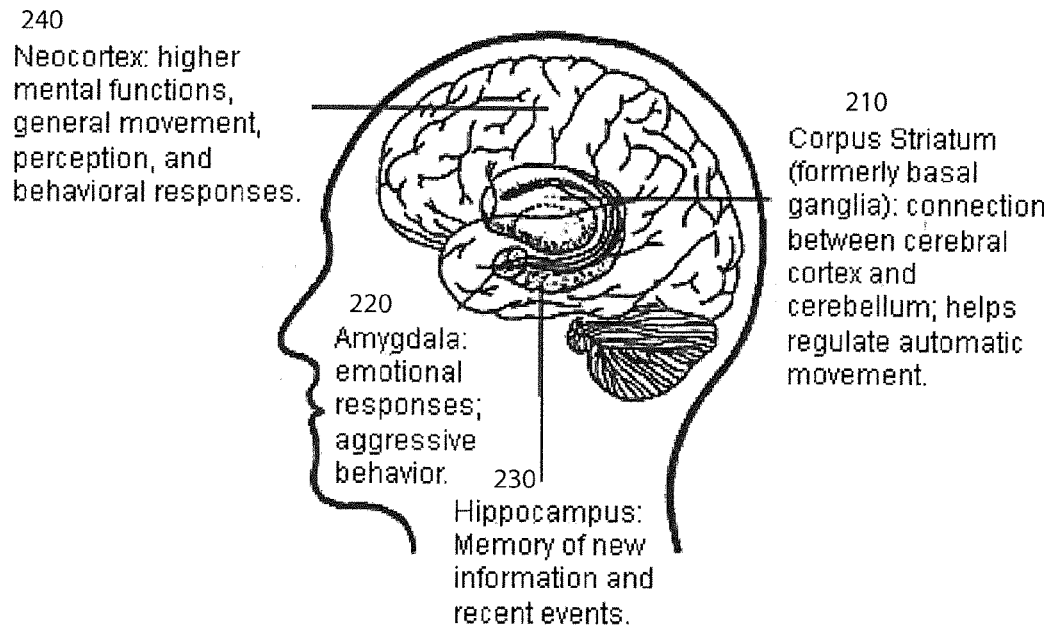 240
Neocortex: higher
mental functions,
general movement,
perception, and
behavioral responses.
210
Corpus Striatum
(formerly basal
ganglia): connection
between cerebral
cortex and
cerebellum; helps
regulate automatic
movement.
220
Amygdala:
emotional
responses;
aggressive
behavior.
230
Hippocampus:
Memory of new
information and
recent events.